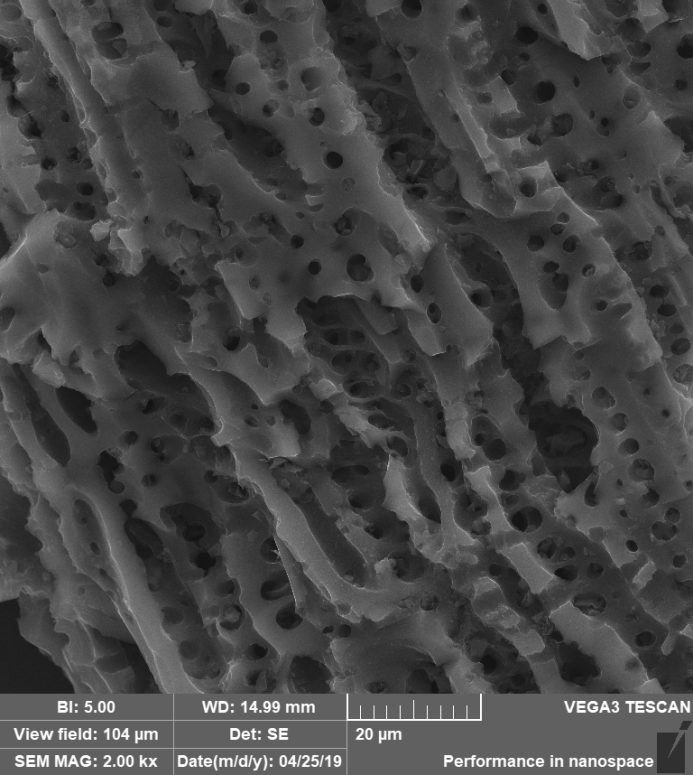 BI: 5.00
WD: 14.99 mm
VEGA3 TESCAN
View field: 104 µm
Det: SE
20 µm
SEM MAG: 2.00 kx
Date(m/d/y): 04/25/19
Performance in nanospace